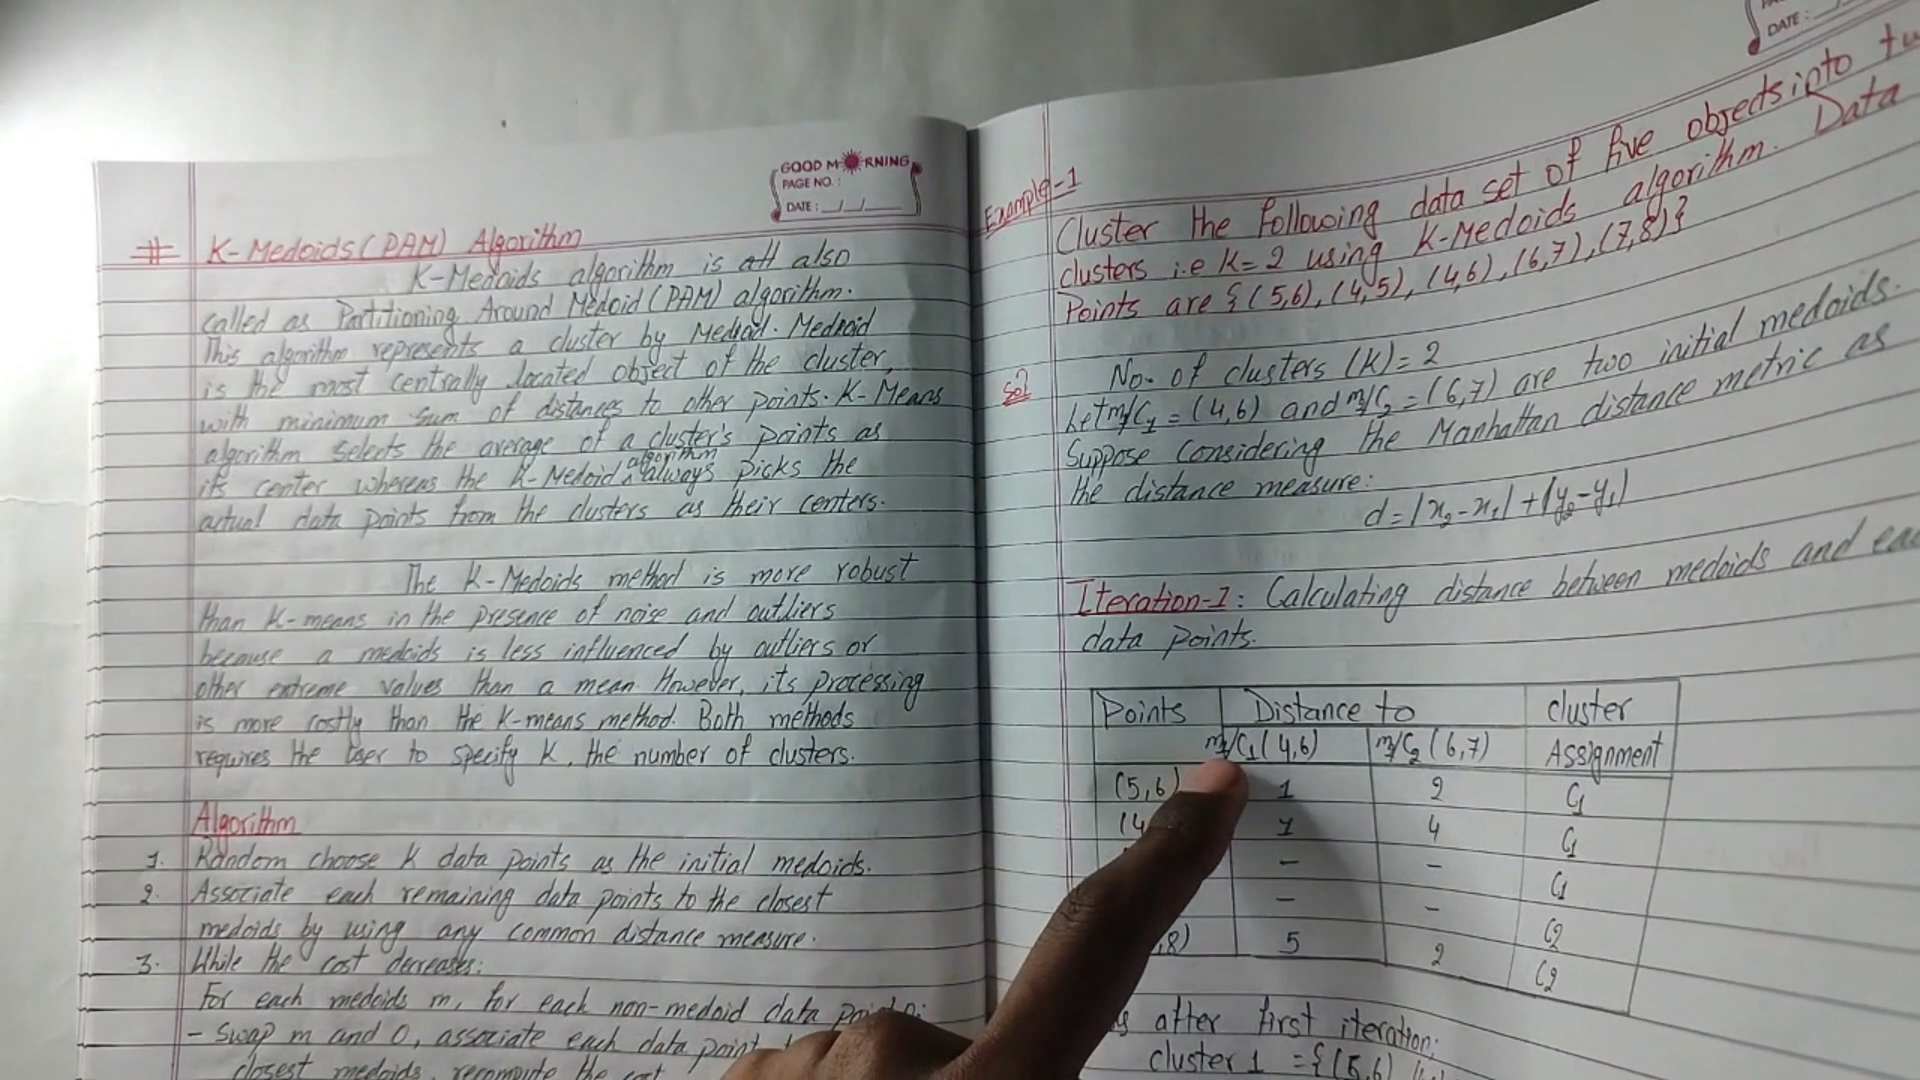 GOOD MORNING
PAGE NO.:
DATE: __/__/____
# K-Medoids (PAM) Algorithm
K-Medoids algorithm is also
called as Partitioning Around Medoid (PAM) algorithm.
This algorithm represents a cluster by Medoid. Medoid
is the most centrally located object of the cluster,
with minimum sum of distances to other points. K-Means
algorithm selects the average of a cluster's points as
its center whereas the K-Medoid algorithm always picks the
actual data points from the clusters as their centers.
The K-Medoids method is more robust
than K-means in the presence of noise and outliers
because a medoids is less influenced by outliers or
other extreme values than a mean. However, its processing
is more costly than the K-means method. Both methods
requires the user to specify K, the number of clusters.
Algorithm
1. Random choose K data points as the initial medoids.
2. Associate each remaining data points to the closest
medoids by using any common distance measure.
3. While the cost decreases:
For each medoids m, for each non-medoid data point O:
- Swap m and O, associate each data point
closest medoids, recompute the cost
DATE:
Example-1
Cluster the following data set of five objects into
clusters i.e K=2 using K-Medoids algorithm. Data
Points are {(5,6), (4,5), (4,6), (6,7), (7,8)}
Sol
No. of clusters (K) = 2
Let m/C1 = (4,6) and m/C2 = (6,7) are two initial medoids.
Suppose considering the Manhattan distance metric as
the distance measure:
d = |x2-x1| + |y2-y1|
Iteration-1: Calculating distance between medoids and
data points.
Points Distance to cluster
m/C1 (4,6) m/C2 (6,7) Assignment
(5,6) 1 2 C1
(4 1 4 C1
- - C1
- - C2
,8) 5 2 C2
after first iteration:
cluster 1 = {(5,6)